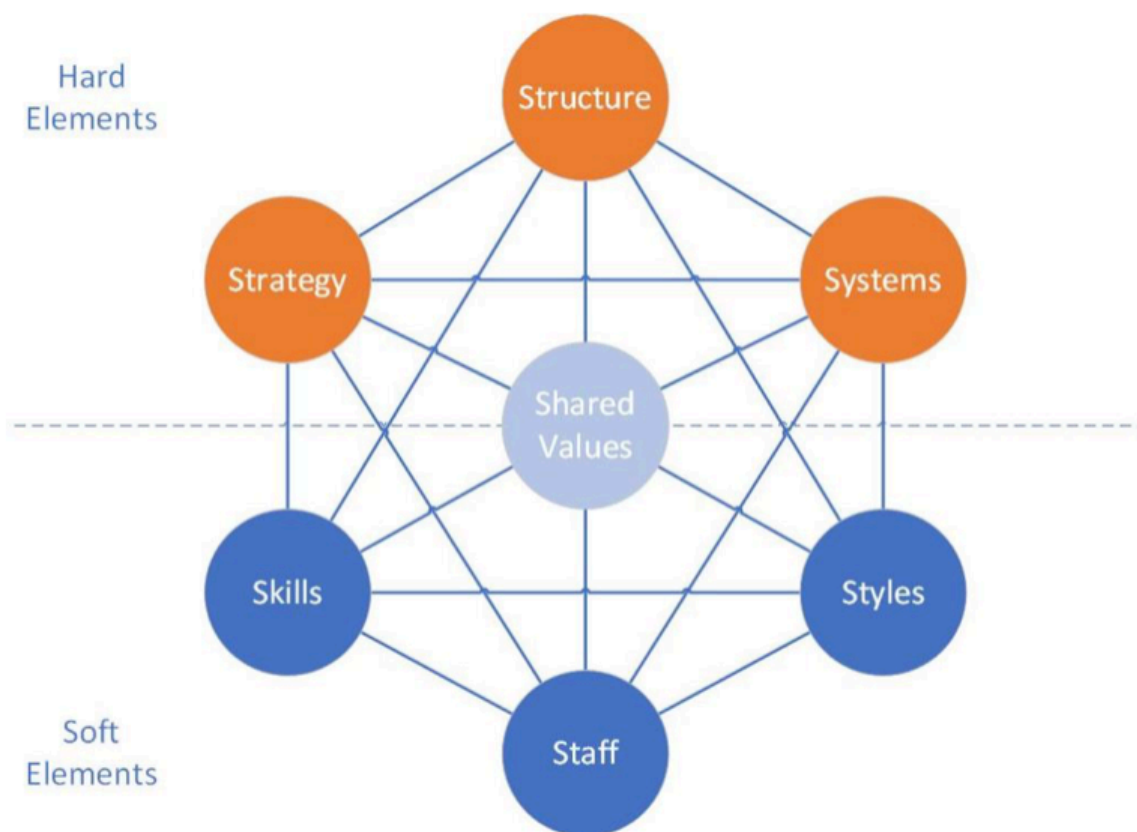 Hard
Elements
Structure
Strategy
Systems
Shared
Values
Skills
Styles
Soft
Elements
Staff